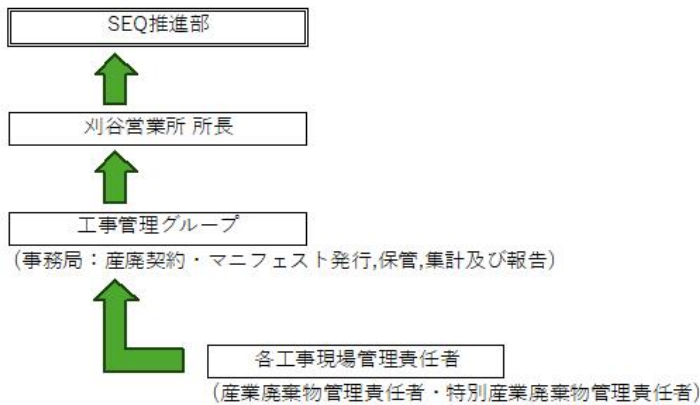 SEQ推進部
刈谷営業所 所長
工事管理グループ
(事務局：産廃契約・マニフェスト発行,保管,集計及び報告)
各工事現場管理責任者
(産業廃棄物管理責任者・特別産業廃棄物管理責任者)